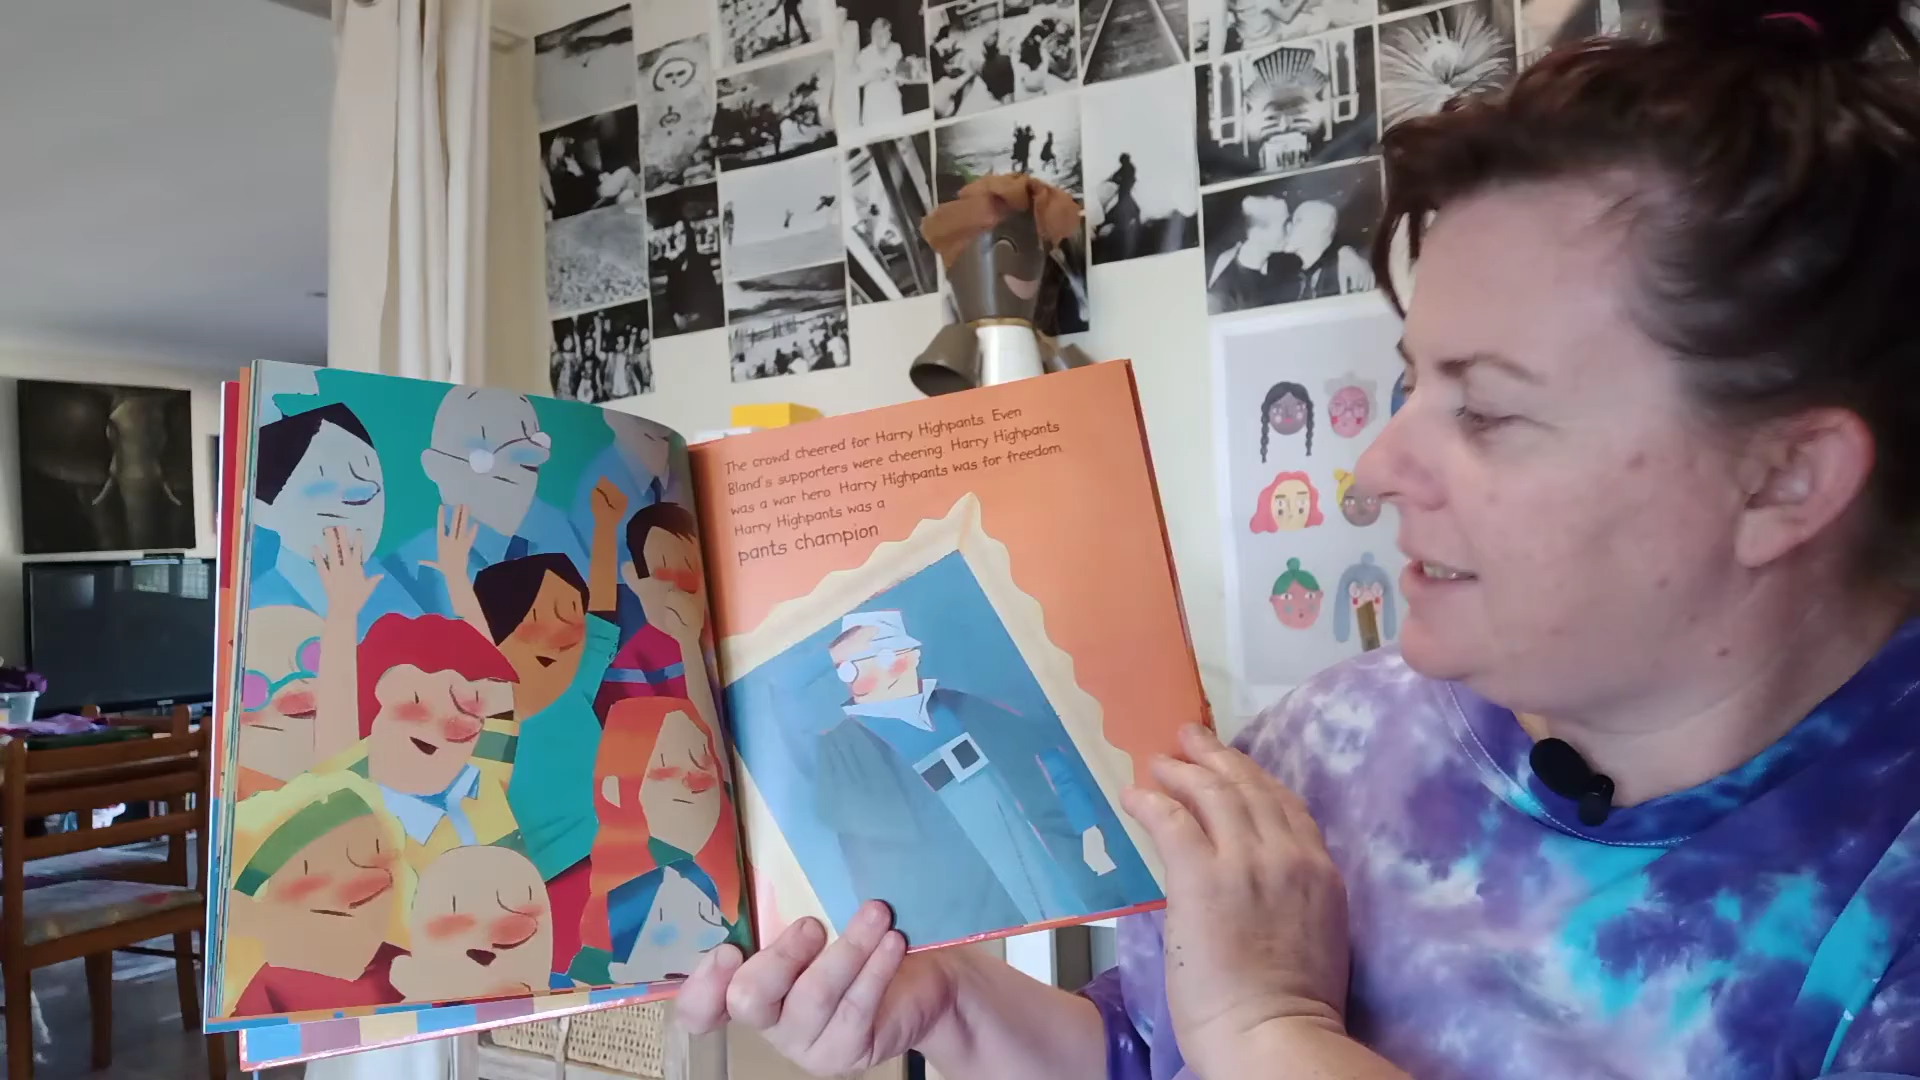 The crowd cheered for Harry Highpants. Even
Bland's supporters were cheering. Harry Highpants
was a war hero. Harry Highpants was for freedom.
Harry Highpants was a
pants champion